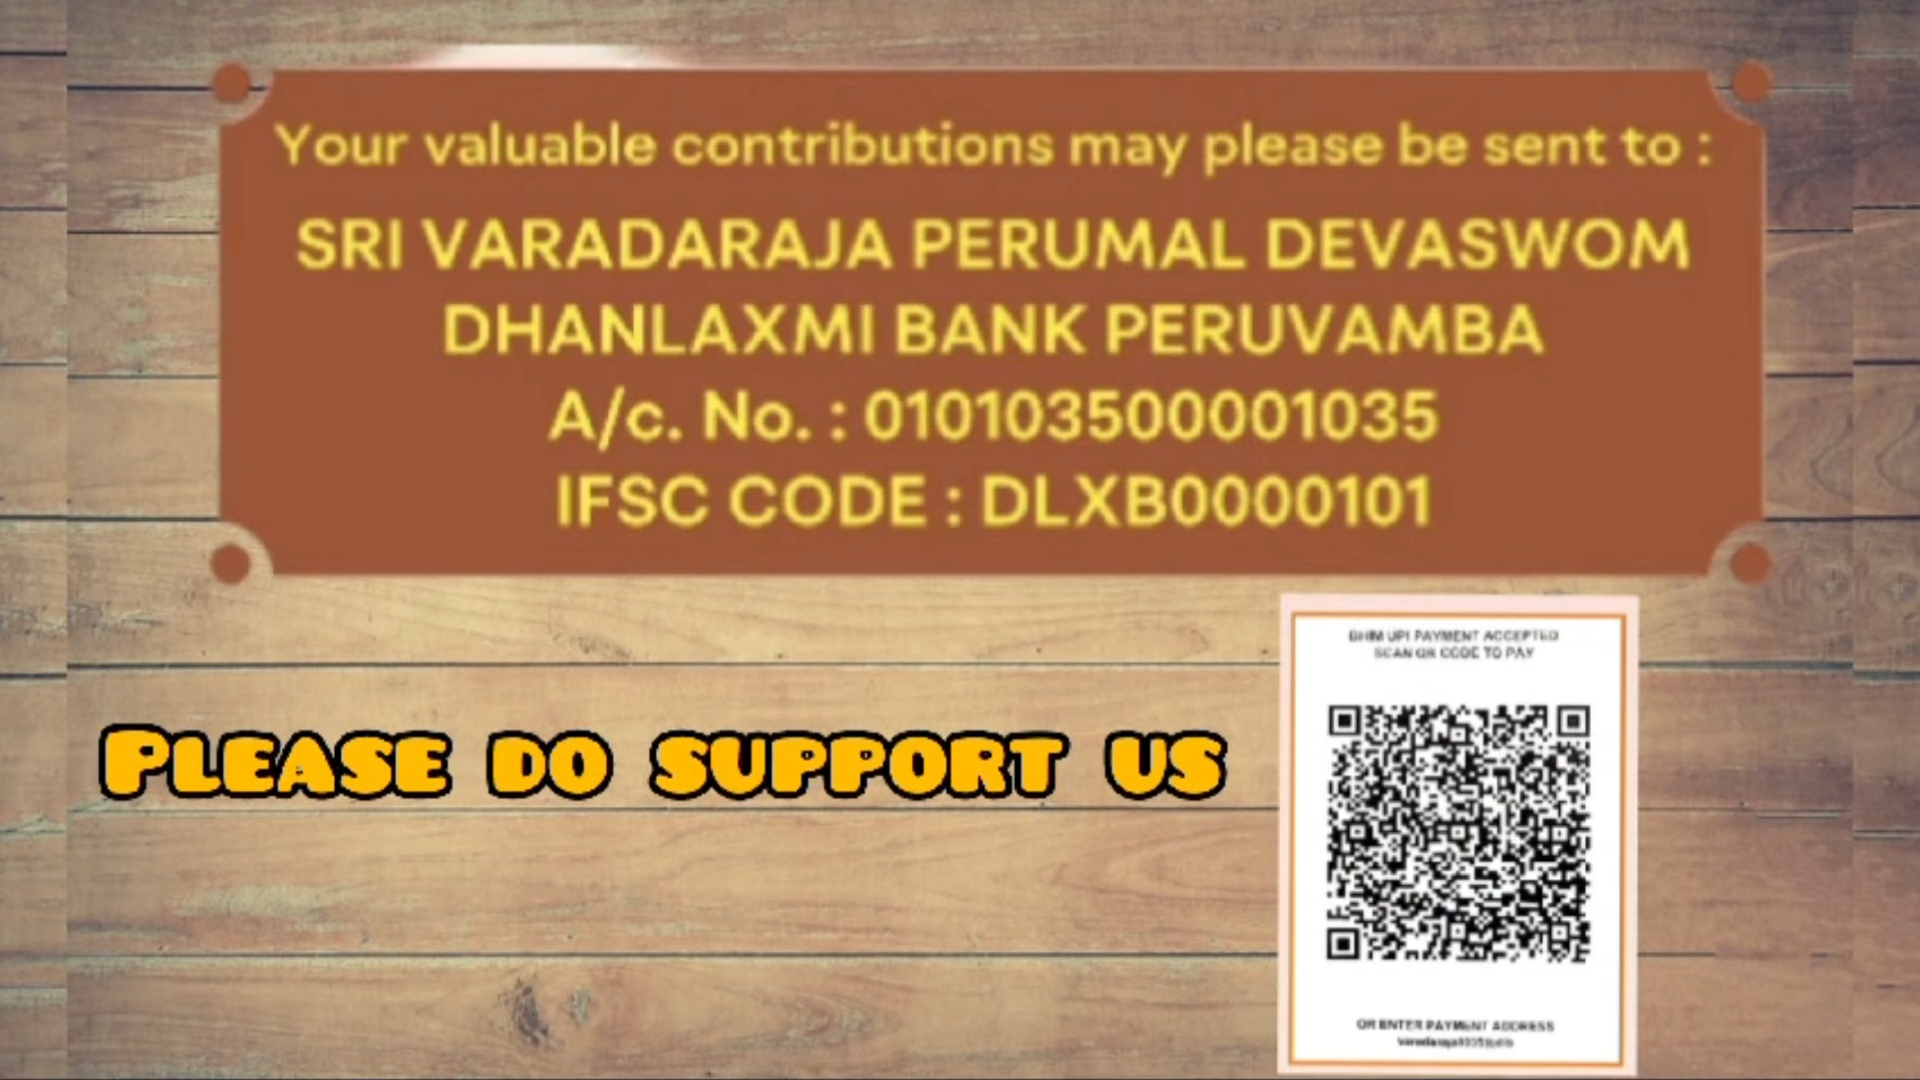 Your valuable contributions may please be sent to :
SRI VARADARAJA PERUMAL DEVASWOM
DHANLAXMI BANK PERUVAMBA
A/c. No. : 010103500001035
IFSC CODE : DLXB0000101
PLEASE DO SUPPORT US
BHIM UPI PAYMENT ACCEPTED
SCAN QR CODE TO PAY
OR ENTER PAYMENT ADDRESS